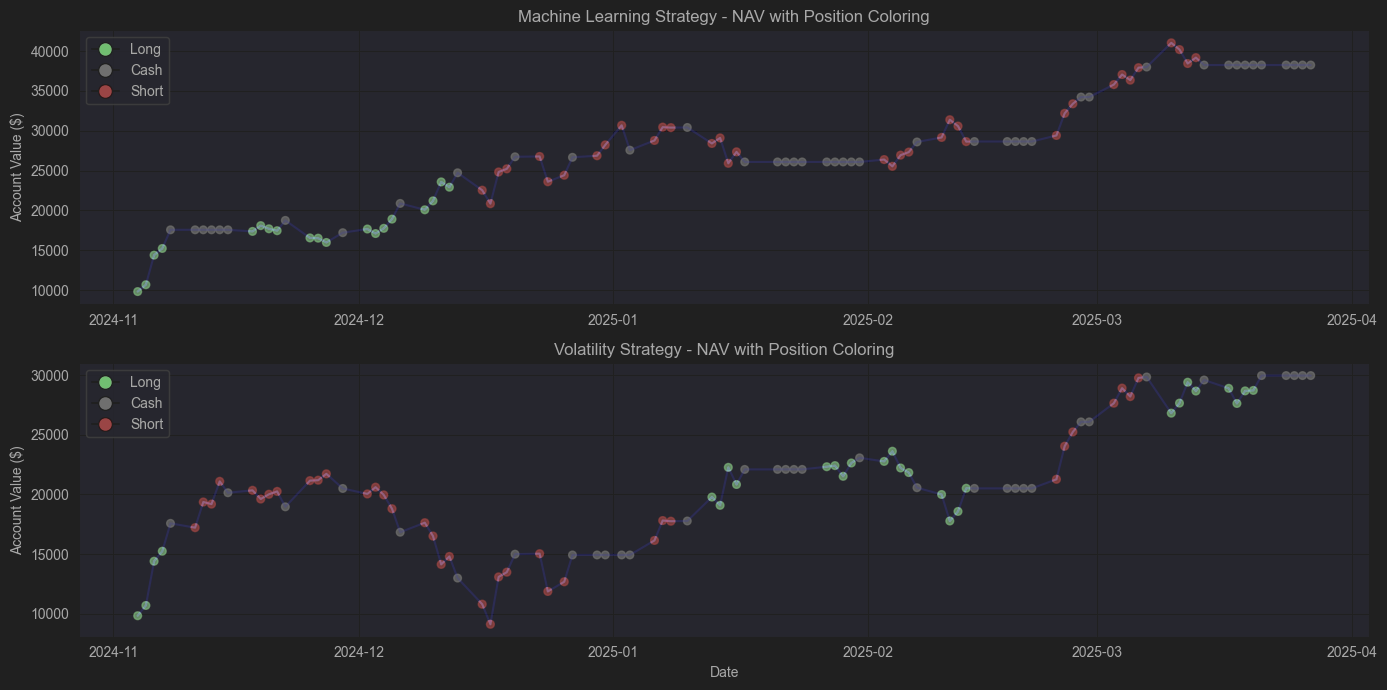 Machine Learning Strategy - NAV with Position Coloring
Long
Cash
Short
Account Value ($)
40000
35000
30000
25000
20000
15000
10000
2024-11 2024-12 2025-01 2025-02 2025-03 2025-04
Volatility Strategy - NAV with Position Coloring
Long
Cash
Short
Account Value ($)
30000
25000
20000
15000
10000
2024-11 2024-12 2025-01 2025-02 2025-03 2025-04
Date